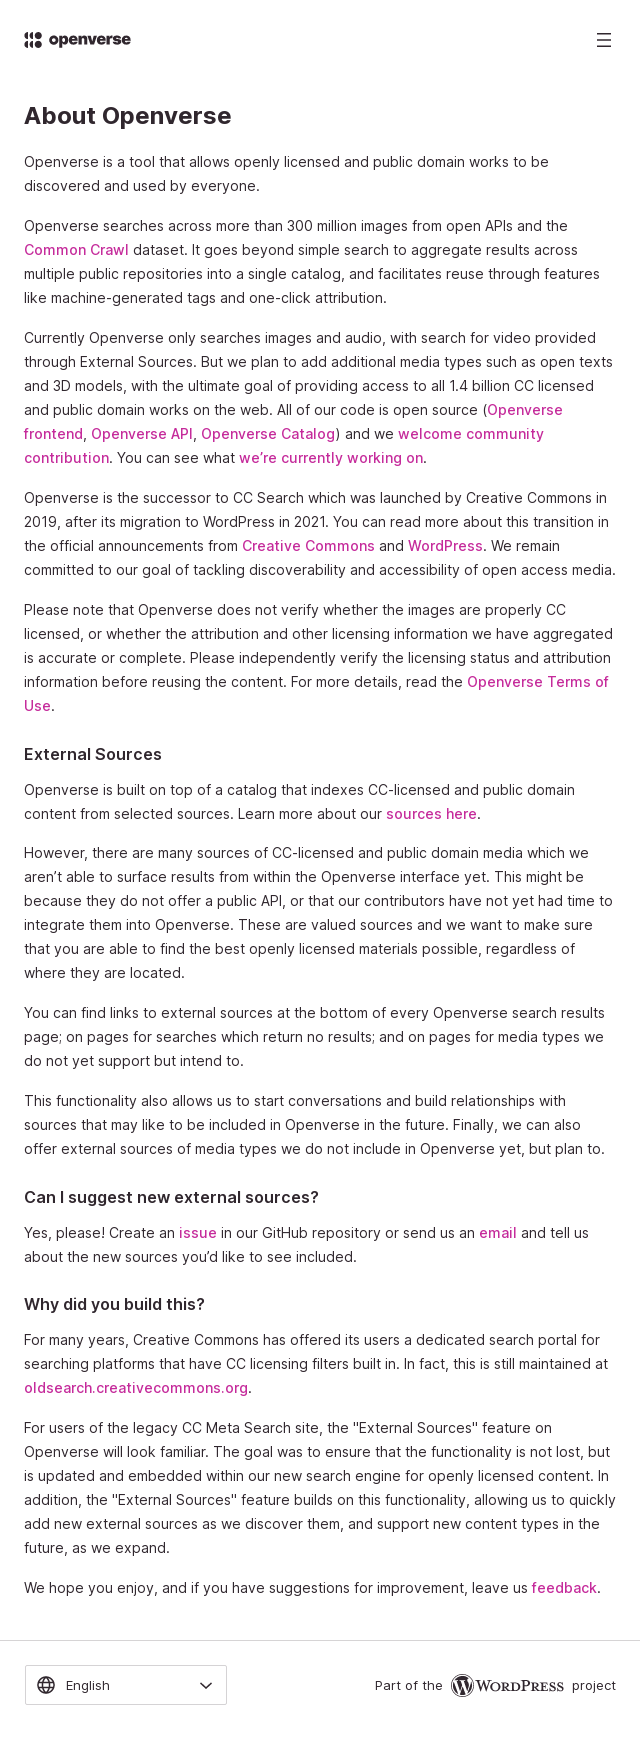 openverse
About Openverse
Openverse is a tool that allows openly licensed and public domain works to be
discovered and used by everyone.
Openverse searches across more than 300 million images from open APIs and the
Common Crawl dataset. It goes beyond simple search to aggregate results across
multiple public repositories into a single catalog, and facilitates reuse through features
like machine-generated tags and one-click attribution.
Currently Openverse only searches images and audio, with search for video provided
through External Sources. But we plan to add additional media types such as open texts
and 3D models, with the ultimate goal of providing access to all 1.4 billion CC licensed
and public domain works on the web. All of our code is open source (Openverse
frontend, Openverse API, Openverse Catalog) and we welcome community
contribution. You can see what we’re currently working on.
Openverse is the successor to CC Search which was launched by Creative Commons in
2019, after its migration to WordPress in 2021. You can read more about this transition in
the official announcements from Creative Commons and WordPress. We remain
committed to our goal of tackling discoverability and accessibility of open access media.
Please note that Openverse does not verify whether the images are properly CC
licensed, or whether the attribution and other licensing information we have aggregated
is accurate or complete. Please independently verify the licensing status and attribution
information before reusing the content. For more details, read the Openverse Terms of
Use.
External Sources
Openverse is built on top of a catalog that indexes CC-licensed and public domain
content from selected sources. Learn more about our sources here.
However, there are many sources of CC-licensed and public domain media which we
aren’t able to surface results from within the Openverse interface yet. This might be
because they do not offer a public API, or that our contributors have not yet had time to
integrate them into Openverse. These are valued sources and we want to make sure
that you are able to find the best openly licensed materials possible, regardless of
where they are located.
You can find links to external sources at the bottom of every Openverse search results
page; on pages for searches which return no results; and on pages for media types we
do not yet support but intend to.
This functionality also allows us to start conversations and build relationships with
sources that may like to be included in Openverse in the future. Finally, we can also
offer external sources of media types we do not include in Openverse yet, but plan to.
Can I suggest new external sources?
Yes, please! Create an issue in our GitHub repository or send us an email and tell us
about the new sources you’d like to see included.
Why did you build this?
For many years, Creative Commons has offered its users a dedicated search portal for
searching platforms that have CC licensing filters built in. In fact, this is still maintained at
oldsearch.creativecommons.org.
For users of the legacy CC Meta Search site, the "External Sources" feature on
Openverse will look familiar. The goal was to ensure that the functionality is not lost, but
is updated and embedded within our new search engine for openly licensed content. In
addition, the "External Sources" feature builds on this functionality, allowing us to quickly
add new external sources as we discover them, and support new content types in the
future, as we expand.
We hope you enjoy, and if you have suggestions for improvement, leave us feedback.
English
Part of the WordPress project